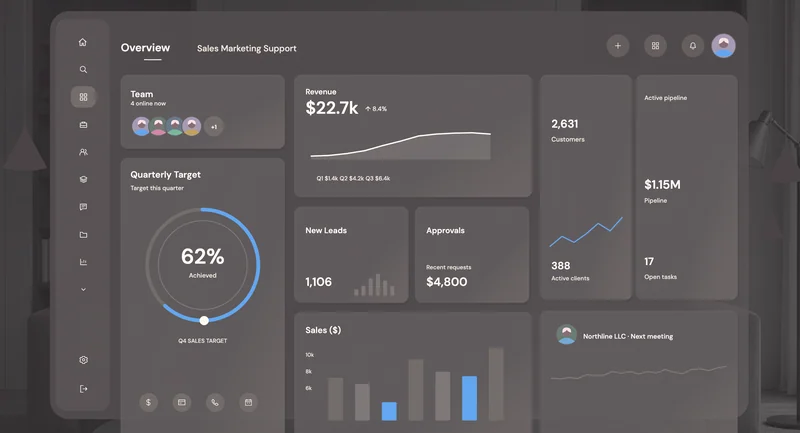 Overview
Sales Marketing Support
Team
4 online now
+1
Quarterly Target
Target this quarter
62%
Achieved
Q4 SALES TARGET
$
Revenue
$22.7k ↑ 8.4%
Q1 $1.4k Q2 $4.2k Q3 $6.4k
New Leads
1,106
Approvals
Recent requests
$4,800
Sales ($)
10k
8k
6k
2,631
Customers
388
Active clients
Active pipeline
$1.15M
Pipeline
17
Open tasks
Northline LLC · Next meeting